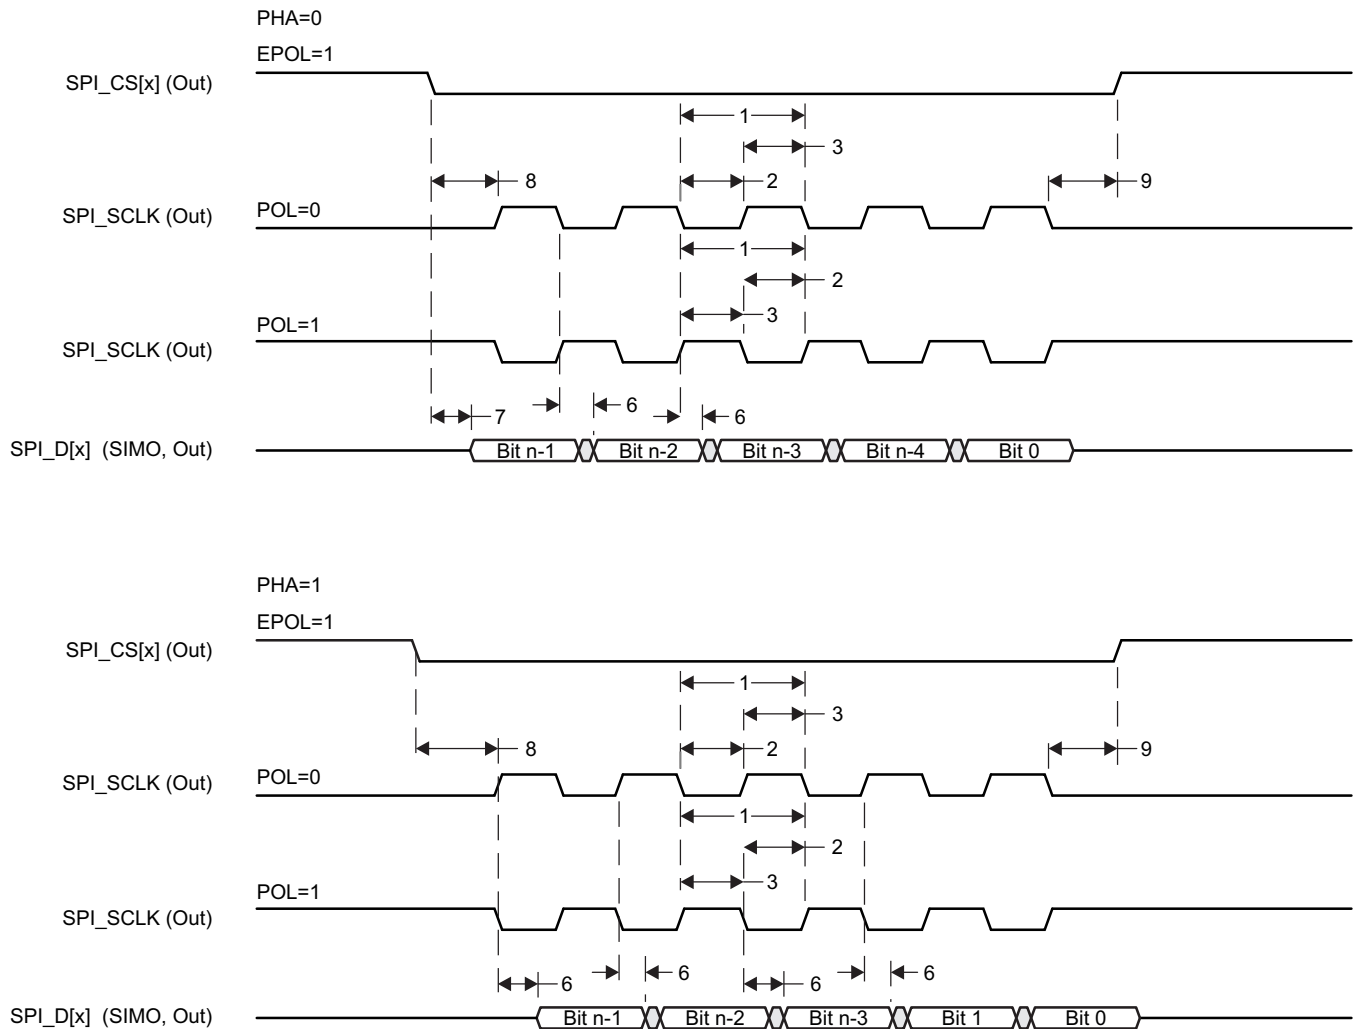 PHA=0
EPOL=1
SPI_CS[x] (Out)
1
3
8
2
9
POL=0
SPI_SCLK (Out)
1
2
3
POL=1
SPI_SCLK (Out)
7
6
6
SPI_D[x] (SIMO, Out)
Bit n-1
Bit n-2
Bit n-3
Bit n-4
Bit 0
PHA=1
EPOL=1
SPI_CS[x] (Out)
1
3
8
2
9
POL=0
SPI_SCLK (Out)
1
2
3
POL=1
SPI_SCLK (Out)
6
6
6
6
SPI_D[x] (SIMO, Out)
Bit n-1
Bit n-2
Bit n-3
Bit 1
Bit 0